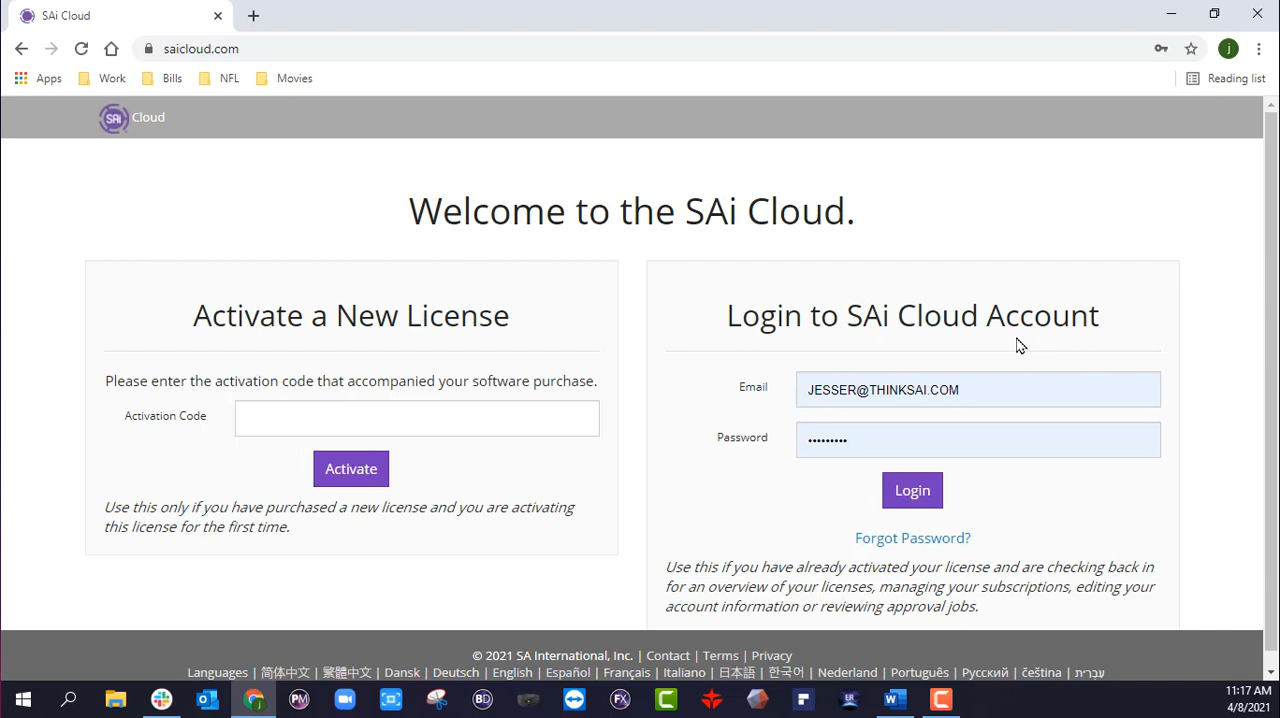 SAi Cloud
saicloud.com
j
Apps Work Bills NFL Movies Reading list
SAi Cloud
Welcome to the SAi Cloud.
Activate a New License
Please enter the activation code that accompanied your software purchase.
Activation Code
Activate
Use this only if you have purchased a new license and you are activating
this license for the first time.
Login to SAi Cloud Account
Email JESSER@THINKSAI.COM
Password •••••••••
Login
Forgot Password?
Use this if you have already activated your license and are checking back in
for an overview of your licenses, managing your subscriptions, editing your
account information or reviewing approval jobs.
© 2021 SA International, Inc. | Contact | Terms | Privacy
Languages | 简体中文 | 繁體中文 | Dansk | Deutsch | English | Español | Français | Italiano | 日本語 | 한국어 | Nederland | Português | Русский | čeština | עברית
PM BD FX C F ER W C
11:17 AM
4/8/2021